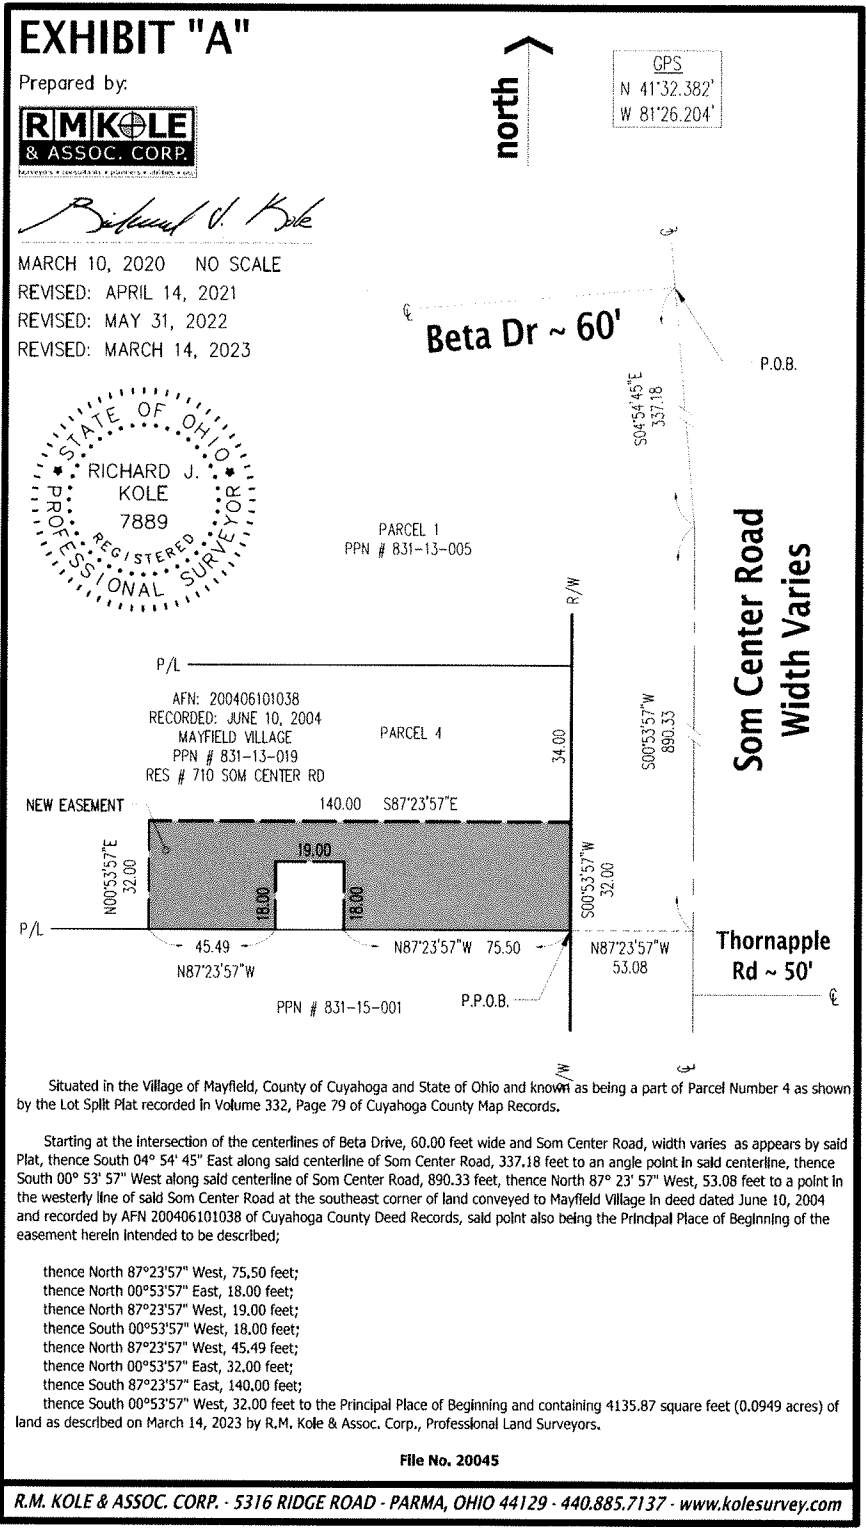 EXHIBIT "A"
Prepared by:
R M K LE
& ASSOC. CORP.
surveyors • consultants • planners • utilities •
Richard J. Kole
MARCH 10, 2020 NO SCALE
REVISED: APRIL 14, 2021
REVISED: MAY 31, 2022
REVISED: MARCH 14, 2023
STATE OF OHIO
RICHARD J.
KOLE
7889
REGISTERED
PROFESSIONAL SURVEYOR
north
GPS
N 41°32.382'
W 81°26.204'
Beta Dr ~ 60'
P.O.B.
S04°54'45"E
337.18
PARCEL 1
PPN # 831-13-005
Som Center Road
Width Varies
R/W
P/L
AFN: 200406101038
RECORDED: JUNE 10, 2004
MAYFIELD VILLAGE
PPN # 831-13-019
RES # 710 SOM CENTER RD
PARCEL 4
34.00
S00°53'57"W
890.33
NEW EASEMENT
140.00 S87°23'57"E
N00°53'57"E
32.00
19.00
18.00
18.00
S00°53'57"W
32.00
P/L
45.49
N87°23'57"W
N87°23'57"W 75.50
N87°23'57"W
53.08
Thornapple
Rd ~ 50'
PPN # 831-15-001
P.P.O.B.
R/W
Situated in the Village of Mayfield, County of Cuyahoga and State of Ohio and known as being a part of Parcel Number 4 as shown
by the Lot Split Plat recorded in Volume 332, Page 79 of Cuyahoga County Map Records.
Starting at the intersection of the centerlines of Beta Drive, 60.00 feet wide and Som Center Road, width varies as appears by said
Plat, thence South 04° 54' 45" East along said centerline of Som Center Road, 337.18 feet to an angle point in said centerline, thence
South 00° 53' 57" West along said centerline of Som Center Road, 890.33 feet, thence North 87° 23' 57" West, 53.08 feet to a point in
the westerly line of said Som Center Road at the southeast corner of land conveyed to Mayfield Village in deed dated June 10, 2004
and recorded by AFN 200406101038 of Cuyahoga County Deed Records, said point also being the Principal Place of Beginning of the
easement herein intended to be described;
thence North 87°23'57" West, 75.50 feet;
thence North 00°53'57" East, 18.00 feet;
thence North 87°23'57" West, 19.00 feet;
thence South 00°53'57" West, 18.00 feet;
thence North 87°23'57" West, 45.49 feet;
thence North 00°53'57" East, 32.00 feet;
thence South 87°23'57" East, 140.00 feet;
thence South 00°53'57" West, 32.00 feet to the Principal Place of Beginning and containing 4135.87 square feet (0.0949 acres) of
land as described on March 14, 2023 by R.M. Kole & Assoc. Corp., Professional Land Surveyors.
File No. 20045
R.M. KOLE & ASSOC. CORP. - 5316 RIDGE ROAD - PARMA, OHIO 44129 - 440.885.7137 - www.kolesurvey.com